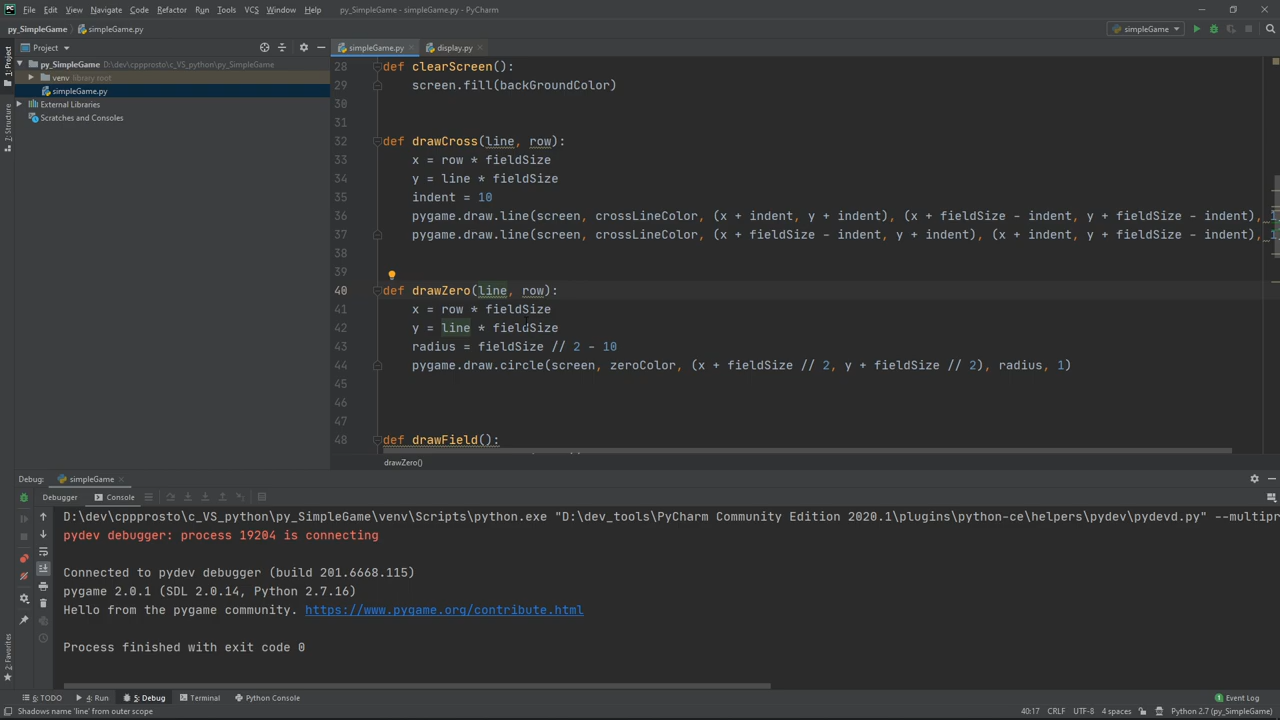 File Edit View Navigate Code Refactor Run Tools VCS Window Help py_SimpleGame - simpleGame.py - PyCharm
py_SimpleGame simpleGame.py simpleGame
Project
py_SimpleGame D:\dev\cppprosto\c_VS_python\py_SimpleGame
venv library root
simpleGame.py
External Libraries
Scratches and Consoles
1: Project
7: Structure
2: Favorites
simpleGame.py display.py
28 def clearScreen():
29 screen.fill(backGroundColor)
30
31
32 def drawCross(line, row):
33 x = row * fieldSize
34 y = line * fieldSize
35 indent = 10
36 pygame.draw.line(screen, crossLineColor, (x + indent, y + indent), (x + fieldSize - indent, y + fieldSize - indent),
37 pygame.draw.line(screen, crossLineColor, (x + fieldSize - indent, y + indent), (x + indent, y + fieldSize - indent),
38
39
40 def drawZero(line, row):
41 x = row * fieldSize
42 y = line * fieldSize
43 radius = fieldSize // 2 - 10
44 pygame.draw.circle(screen, zeroColor, (x + fieldSize // 2, y + fieldSize // 2), radius, 1)
45
46
47
48 def drawField():
drawZero()
Debug: simpleGame
Debugger Console
D:\dev\cppprosto\c_VS_python\py_SimpleGame\venv\Scripts\python.exe "D:\dev_tools\PyCharm Community Edition 2020.1\plugins\python-ce\helpers\pydev\pydevd.py" --multipr
pydev debugger: process 19204 is connecting
Connected to pydev debugger (build 201.6668.115)
pygame 2.0.1 (SDL 2.0.14, Python 2.7.16)
Hello from the pygame community. https://www.pygame.org/contribute.html
Process finished with exit code 0
6: TODO 4: Run 5: Debug Terminal Python Console Event Log
Shadows name 'line' from outer scope 40:17 CRLF UTF-8 4 spaces Python 2.7 (py_SimpleGame)